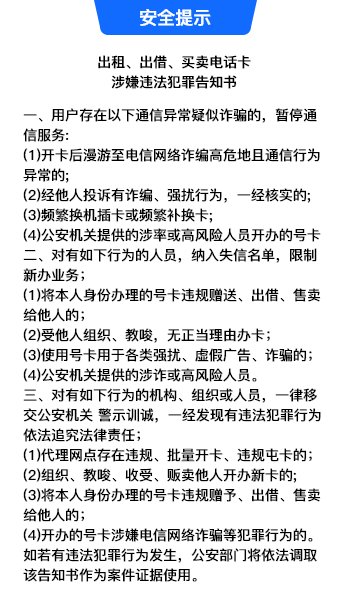 安全提示
出租、出借、买卖电话卡
涉嫌违法犯罪告知书
一、用户存在以下通信异常疑似诈骗的，暂停通
信服务:
(1)开卡后漫游至电信网络诈编高危地且通信行为
异常的;
(2)经他人投诉有诈编、强扰行为，一经核实的;
(3)频繁换机插卡或频繁补换卡;
(4)公安机关提供的涉率或高风险人员开办的号卡
二、对有如下行为的人员，纳入失信名单，限制
新办业务；
(1)将本人身份办理的号卡违规赠送、出借、售卖
给他人的；
(2)受他人组织、教唆，无正当理由办卡；
(3)使用号卡用于各类强扰、虚假广告、诈骗的；
(4)公安机关提供的涉诈或高风险人员。
三、对有如下行为的机构、组织或人员，一律移
交公安机关 警示训诫，一经发现有违法犯罪行为
依法追究法律责任；
(1)代理网点存在违规、批量开卡、违规屯卡的；
(2)组织、教唆、收受、贩卖他人开办新卡的;
(3)将本人身份办理的号卡违规赠予、出借、售卖
给他人的；
(4)开办的号卡涉嫌电信网络诈骗等犯罪行为的。
如若有违法犯罪行为发生，公安部门将依法调取
该告知书作为案件证据使用。